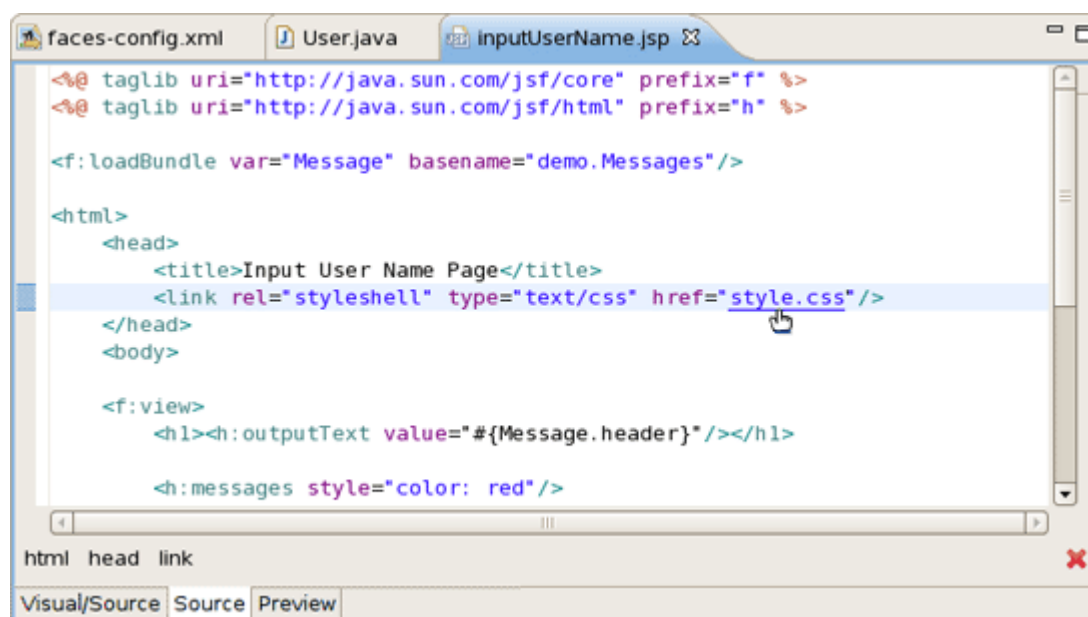 faces-config.xml User.java inputUserName.jsp
<%@ taglib uri="http://java.sun.com/jsf/core" prefix="f" %>
<%@ taglib uri="http://java.sun.com/jsf/html" prefix="h" %>
<f:loadBundle var="Message" basename="demo.Messages"/>
<html>
<head>
<title>Input User Name Page</title>
<link rel="styleshell" type="text/css" href="style.css"/>
</head>
<body>
<f:view>
<h1><h:outputText value="#{Message.header}"/></h1>
<h:messages style="color: red"/>
html head link
Visual/Source Source Preview